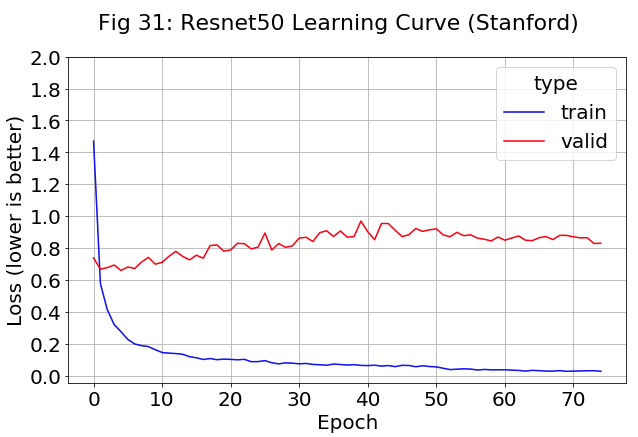 Fig 31: Resnet50 Learning Curve (Stanford)
2.0
1.8
1.6
1.4
1.2
1.0
0.8
0.6
0.4
0.2
0.0
Loss (lower is better)
type
train
valid
0 10 20 30 40 50 60 70
Epoch